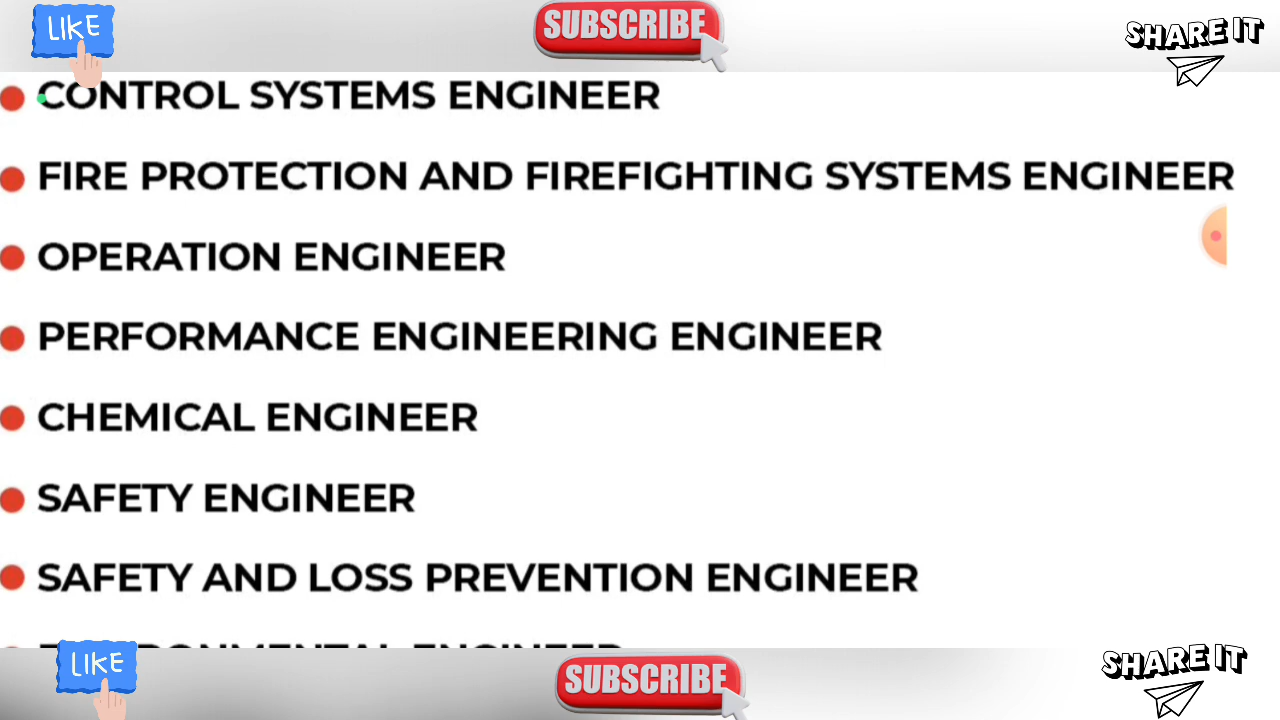 LIKE
SUBSCRIBE
SHARE IT
CONTROL SYSTEMS ENGINEER
FIRE PROTECTION AND FIREFIGHTING SYSTEMS ENGINEER
OPERATION ENGINEER
PERFORMANCE ENGINEERING ENGINEER
CHEMICAL ENGINEER
SAFETY ENGINEER
SAFETY AND LOSS PREVENTION ENGINEER
LIKE
SUBSCRIBE
SHARE IT